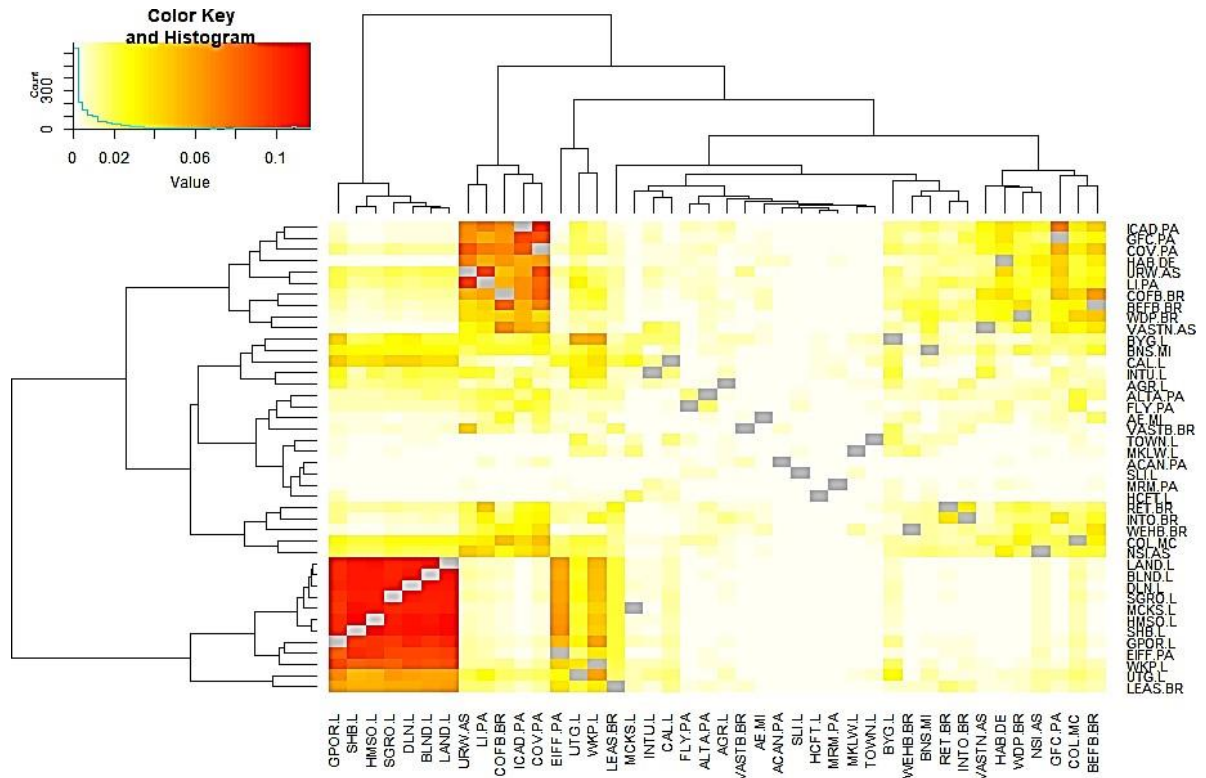 Color Key
and Histogram
Count
0 300
0 0.02 0.06 0.1
Value
ICAD.PA
GFC.PA
COV.PA
HAB.DE
URW.AS
LI.PA
COFB.BR
BEFB.BR
WDP.BR
VASTN.AS
BYG.L
BNS.MI
CAL.L
INTU.L
AGR.L
ALTA.PA
FLY.PA
AE.MI
VASTB.BR
TOWN.L
MKLW.L
ACAN.PA
SLI.L
MRM.PA
HCFT.L
RET.BR
INTO.BR
WEHB.BR
COL.MC
NSI.AS
LAND.L
BLND.L
DLN.L
SGRO.L
MCKS.L
HMSO.L
SHB.L
GPOR.L
EIFF.PA
WKP.L
UTG.L
LEAS.BR
GPOR.L
SHB.L
HMSO.L
SGRO.L
DLN.L
BLND.L
LAND.L
URW.AS
LI.PA
COFB.BR
ICAD.PA
COV.PA
EIFF.PA
UTG.L
WKP.L
LEAS.BR
MCKS.L
INTU.L
CAL.L
FLY.PA
ALTA.PA
AGR.L
VASTB.BR
AE.MI
ACAN.PA
SLI.L
HCFT.L
MRM.PA
MKLW.L
TOWN.L
BYG.L
WEHB.BR
BNS.MI
RET.BR
INTO.BR
VASTN.AS
HAB.DE
WDP.BR
NSI.AS
GFC.PA
COL.MC
BEFB.BR